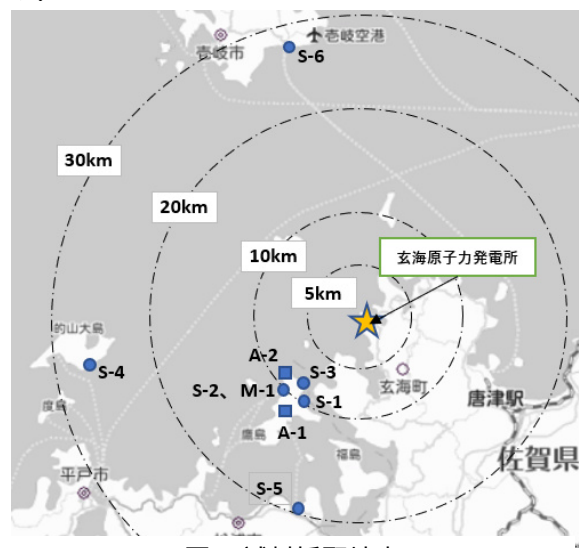 壱岐空港
壱岐市
S-6
30km
20km
10km
玄海原子力発電所
5km
的山大島
A-2
S-3
S-4
S-2、M-1
玄海町
S-1
唐津駅
度島
A-1
鷹島
福島
佐賀県
平戸市
S-5